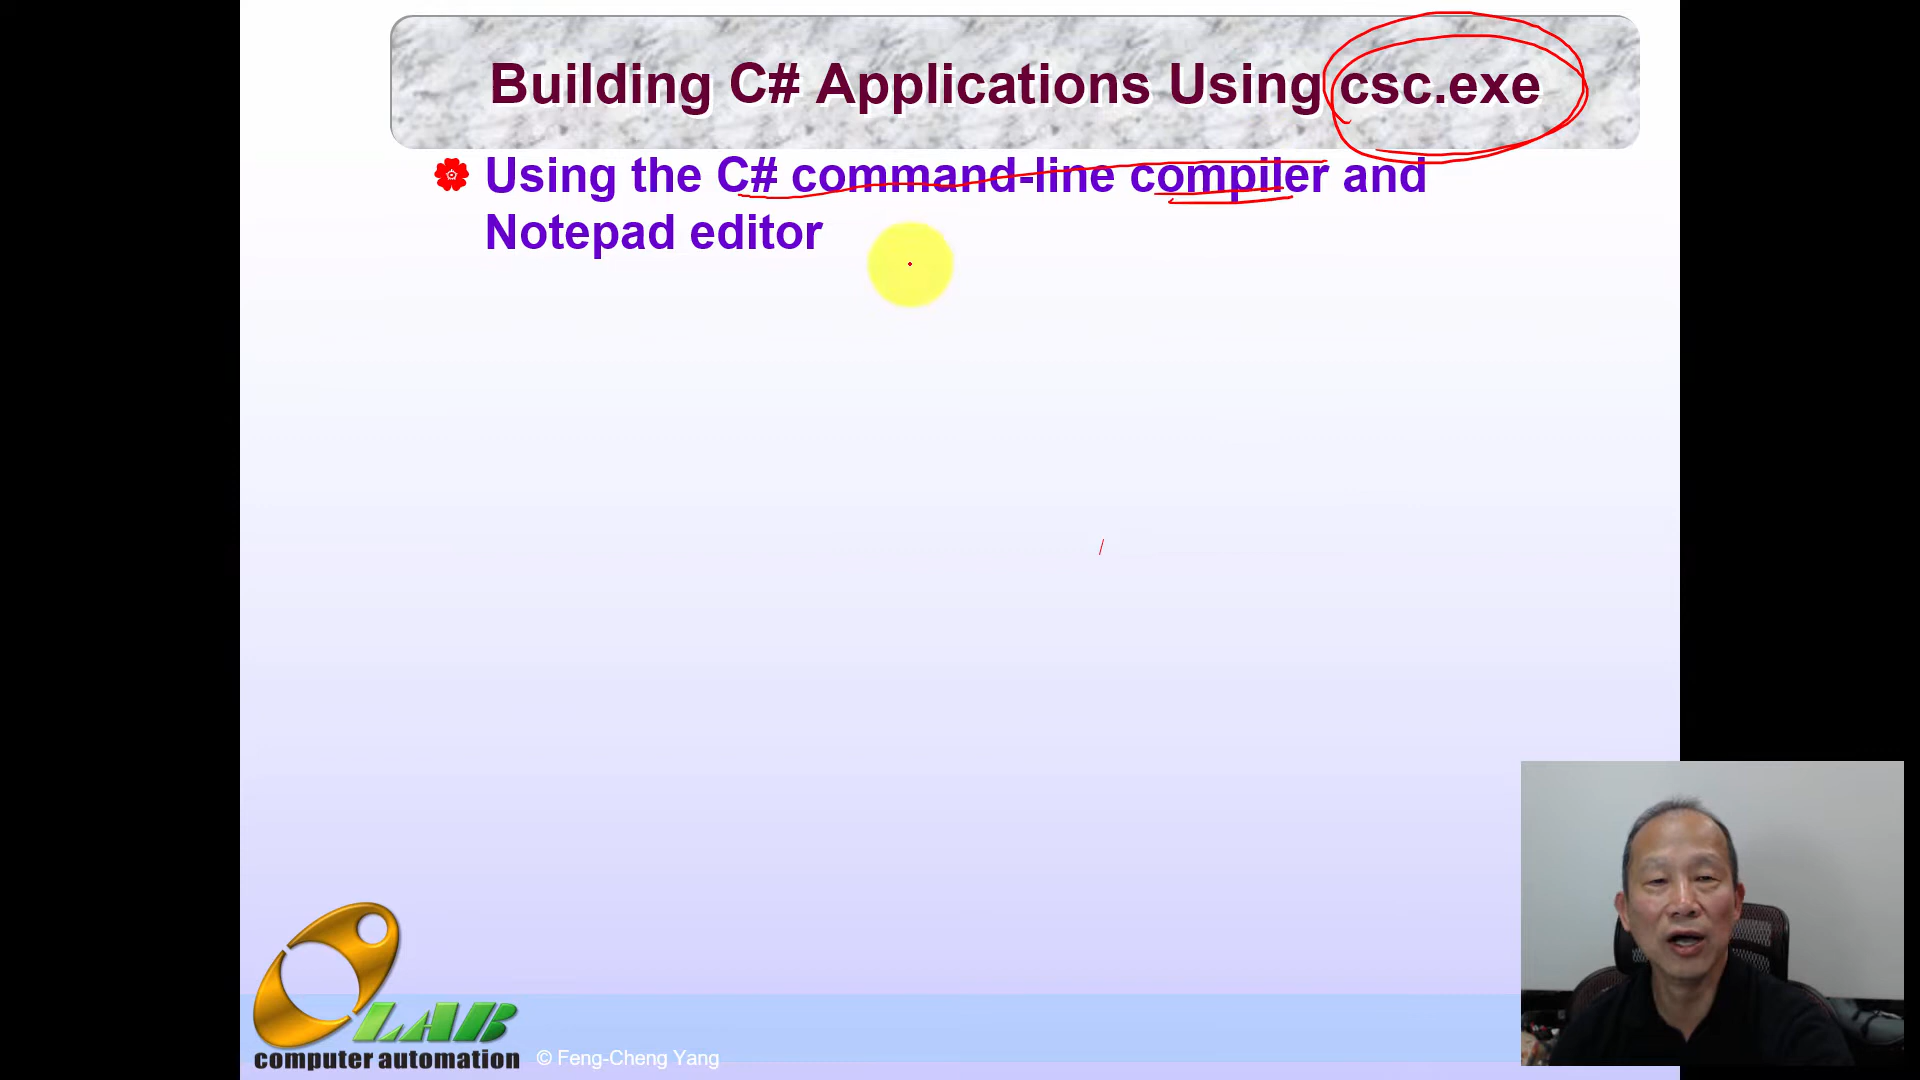 Building C# Applications Using csc.exe
Using the C# command-line compiler and
Notepad editor
LAB
computer automation
© Feng-Cheng Yang